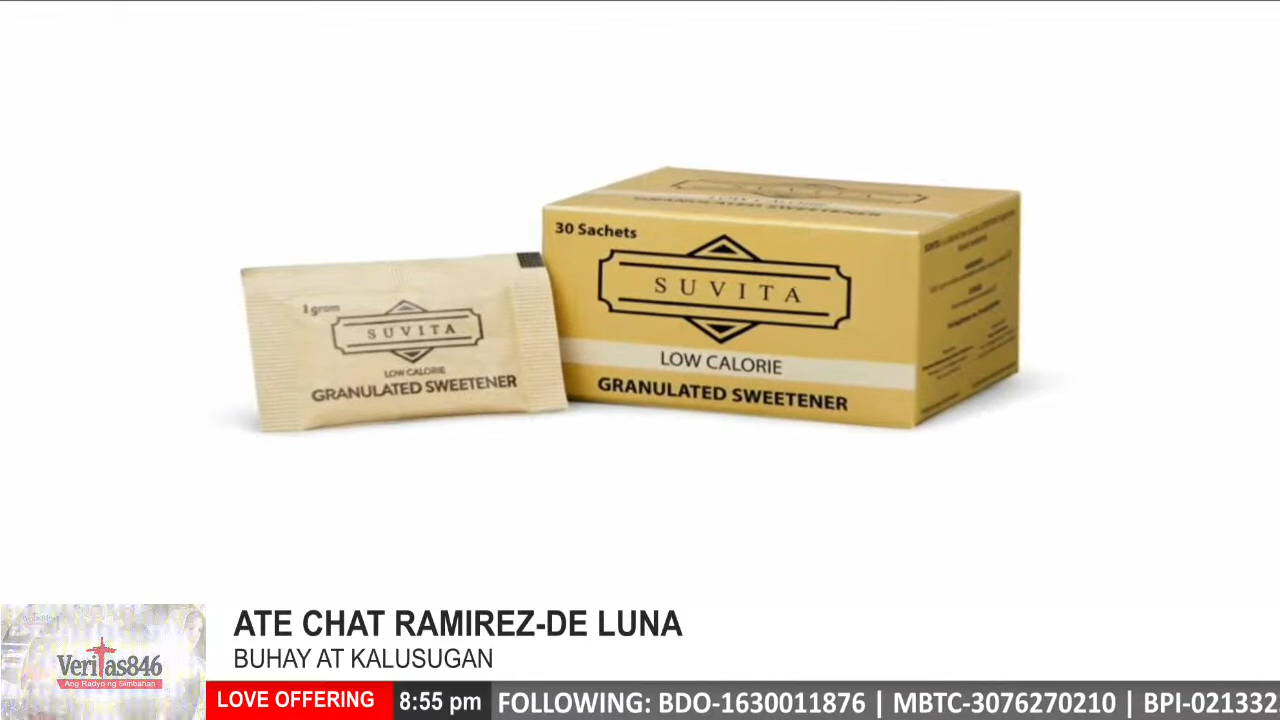 30 Sachets
SUVITA
LOW CALORIE
GRANULATED SWEETENER
1 gram
SUVITA
LOW CALORIE
GRANULATED SWEETENER
GRANULATED SWEETENER
ATE CHAT RAMIREZ-DE LUNA
BUHAY AT KALUSUGAN
Veritas846
Ang Radyo ng Simbahan
LOVE OFFERING
8:55 pm
FOLLOWING: BDO-1630011876 | MBTC-3076270210 | BPI-021332